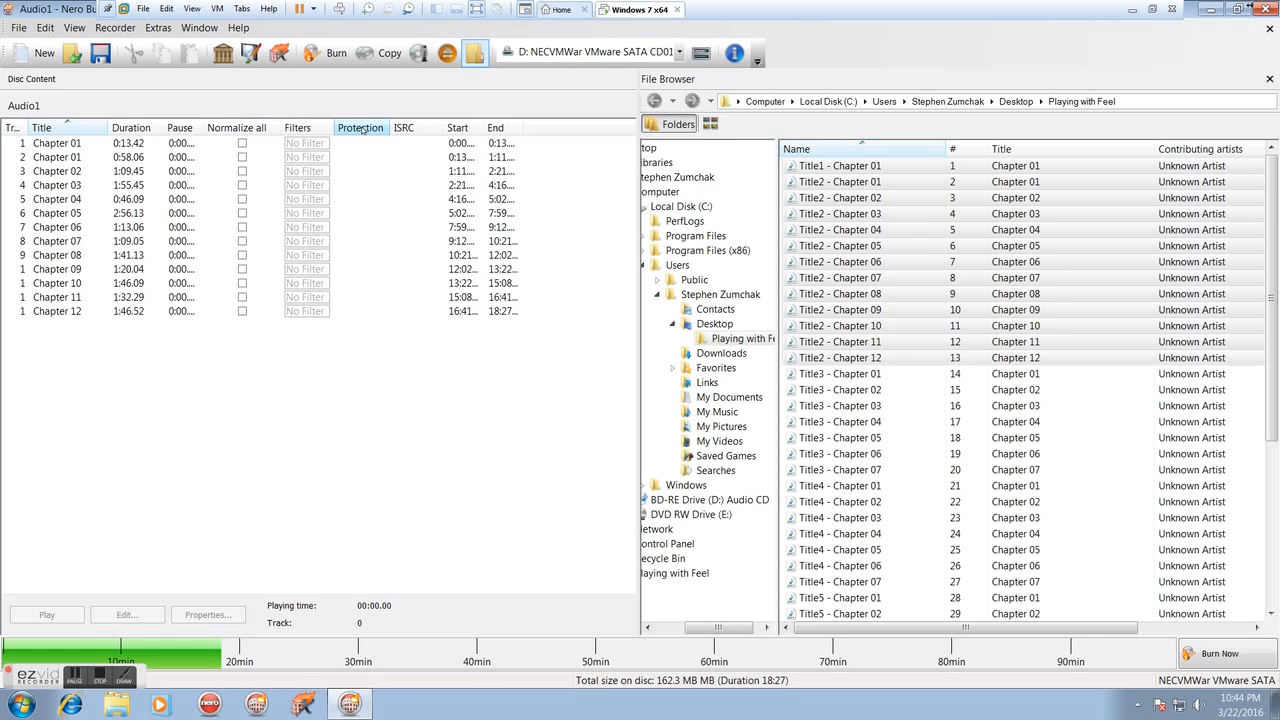 Audio1 - Nero Bu File Edit View VM Tabs Help Home Windows 7 x64
File Edit View Recorder Extras Window Help
New Burn Copy D: NECVMWar VMware SATA CD01
Disc Content
Audio1
Tr... Title Duration Pause Normalize all Filters Protection ISRC Start End
1 Chapter 01 0:13.42 0:00.... No Filter 0:00.... 0:13....
2 Chapter 01 0:58.06 0:00.... No Filter 0:13.... 1:11....
3 Chapter 02 1:09.45 0:00.... No Filter 1:11.... 2:21....
4 Chapter 03 1:55.45 0:00.... No Filter 2:21.... 4:16....
5 Chapter 04 0:46.09 0:00.... No Filter 4:16.... 5:02....
6 Chapter 05 2:56.13 0:00.... No Filter 5:02.... 7:59....
7 Chapter 06 1:13.06 0:00.... No Filter 7:59.... 9:12....
8 Chapter 07 1:09.05 0:00.... No Filter 9:12.... 10:21...
9 Chapter 08 1:41.13 0:00.... No Filter 10:21... 12:02...
1 Chapter 09 1:20.04 0:00.... No Filter 12:02... 13:22...
1 Chapter 10 1:46.09 0:00.... No Filter 13:22... 15:08...
1 Chapter 11 1:32.29 0:00.... No Filter 15:08... 16:41...
1 Chapter 12 1:46.52 0:00.... No Filter 16:41... 18:27...
Play Edit... Properties...
Playing time: 00:00.00
Track: 0
File Browser
Computer Local Disk (C:) Users Stephen Zumchak Desktop Playing with Feel
Folders
top
ibraries
tephen Zumchak
omputer
Local Disk (C:)
PerfLogs
Program Files
Program Files (x86)
Users
Public
Stephen Zumchak
Contacts
Desktop
Playing with Fe
Downloads
Favorites
Links
My Documents
My Music
My Pictures
My Videos
Saved Games
Searches
Windows
BD-RE Drive (D:) Audio CD
DVD RW Drive (E:)
etwork
ontrol Panel
ecycle Bin
laying with Feel
Name # Title Contributing artists
Title1 - Chapter 01 1 Chapter 01 Unknown Artist
Title2 - Chapter 01 2 Chapter 01 Unknown Artist
Title2 - Chapter 02 3 Chapter 02 Unknown Artist
Title2 - Chapter 03 4 Chapter 03 Unknown Artist
Title2 - Chapter 04 5 Chapter 04 Unknown Artist
Title2 - Chapter 05 6 Chapter 05 Unknown Artist
Title2 - Chapter 06 7 Chapter 06 Unknown Artist
Title2 - Chapter 07 8 Chapter 07 Unknown Artist
Title2 - Chapter 08 9 Chapter 08 Unknown Artist
Title2 - Chapter 09 10 Chapter 09 Unknown Artist
Title2 - Chapter 10 11 Chapter 10 Unknown Artist
Title2 - Chapter 11 12 Chapter 11 Unknown Artist
Title2 - Chapter 12 13 Chapter 12 Unknown Artist
Title3 - Chapter 01 14 Chapter 01 Unknown Artist
Title3 - Chapter 02 15 Chapter 02 Unknown Artist
Title3 - Chapter 03 16 Chapter 03 Unknown Artist
Title3 - Chapter 04 17 Chapter 04 Unknown Artist
Title3 - Chapter 05 18 Chapter 05 Unknown Artist
Title3 - Chapter 06 19 Chapter 06 Unknown Artist
Title3 - Chapter 07 20 Chapter 07 Unknown Artist
Title4 - Chapter 01 21 Chapter 01 Unknown Artist
Title4 - Chapter 02 22 Chapter 02 Unknown Artist
Title4 - Chapter 03 23 Chapter 03 Unknown Artist
Title4 - Chapter 04 24 Chapter 04 Unknown Artist
Title4 - Chapter 05 25 Chapter 05 Unknown Artist
Title4 - Chapter 06 26 Chapter 06 Unknown Artist
Title4 - Chapter 07 27 Chapter 07 Unknown Artist
Title5 - Chapter 01 28 Chapter 01 Unknown Artist
Title5 - Chapter 02 29 Chapter 02 Unknown Artist
10min 20min 30min 40min 50min 60min 70min 80min 90min
Burn Now
ezvid PAUSE STOP DRAW
Total size on disc: 162.3 MB MB (Duration 18:27) NECVMWar VMware SATA
nero
10:44 PM
3/22/2016